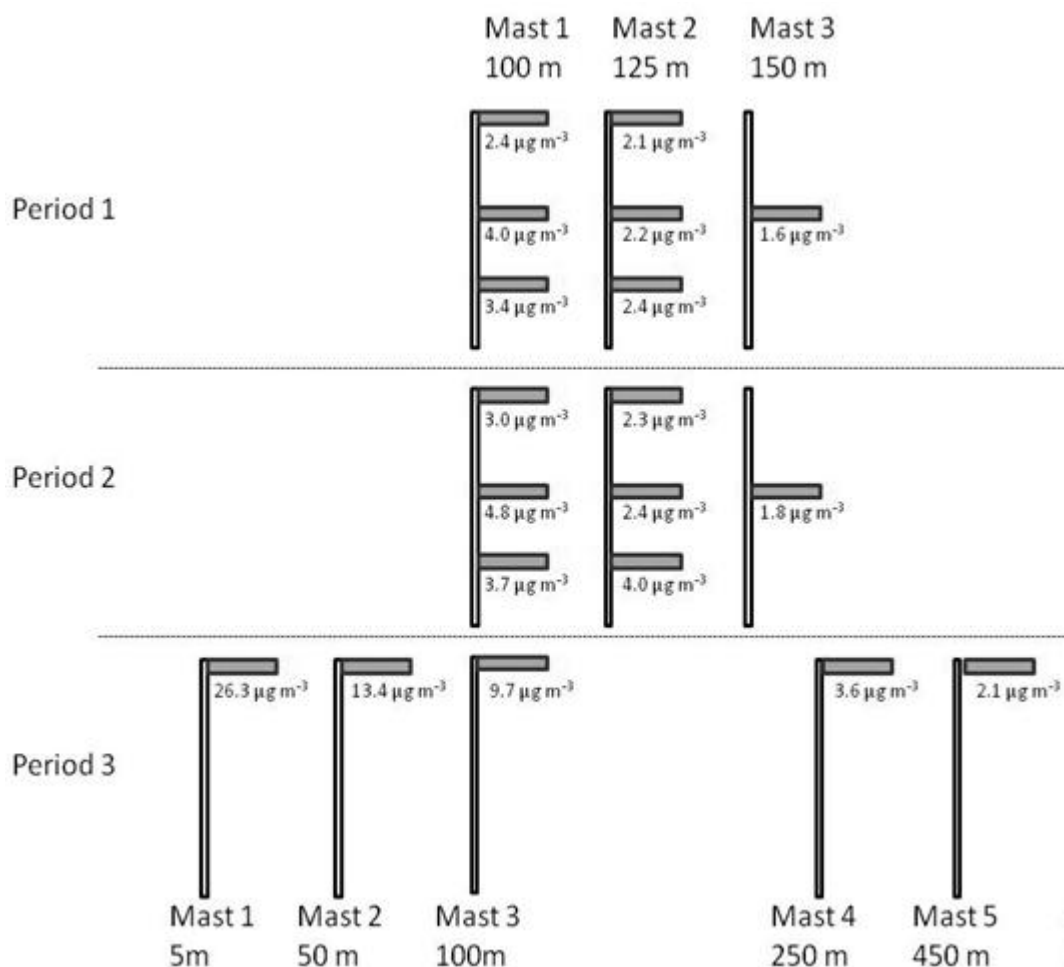 Mast 1 Mast 2 Mast 3
100 m 125 m 150 m
2.4 µg m⁻³ 2.1 µg m⁻³
Period 1
4.0 µg m⁻³ 2.2 µg m⁻³ 1.6 µg m⁻³
3.4 µg m⁻³ 2.4 µg m⁻³
3.0 µg m⁻³ 2.3 µg m⁻³
Period 2
4.8 µg m⁻³ 2.4 µg m⁻³ 1.8 µg m⁻³
3.7 µg m⁻³ 4.0 µg m⁻³
26.3 µg m⁻³ 13.4 µg m⁻³ 9.7 µg m⁻³ 3.6 µg m⁻³ 2.1 µg m⁻³
Period 3
Mast 1 Mast 2 Mast 3 Mast 4 Mast 5
5m 50 m 100m 250 m 450 m